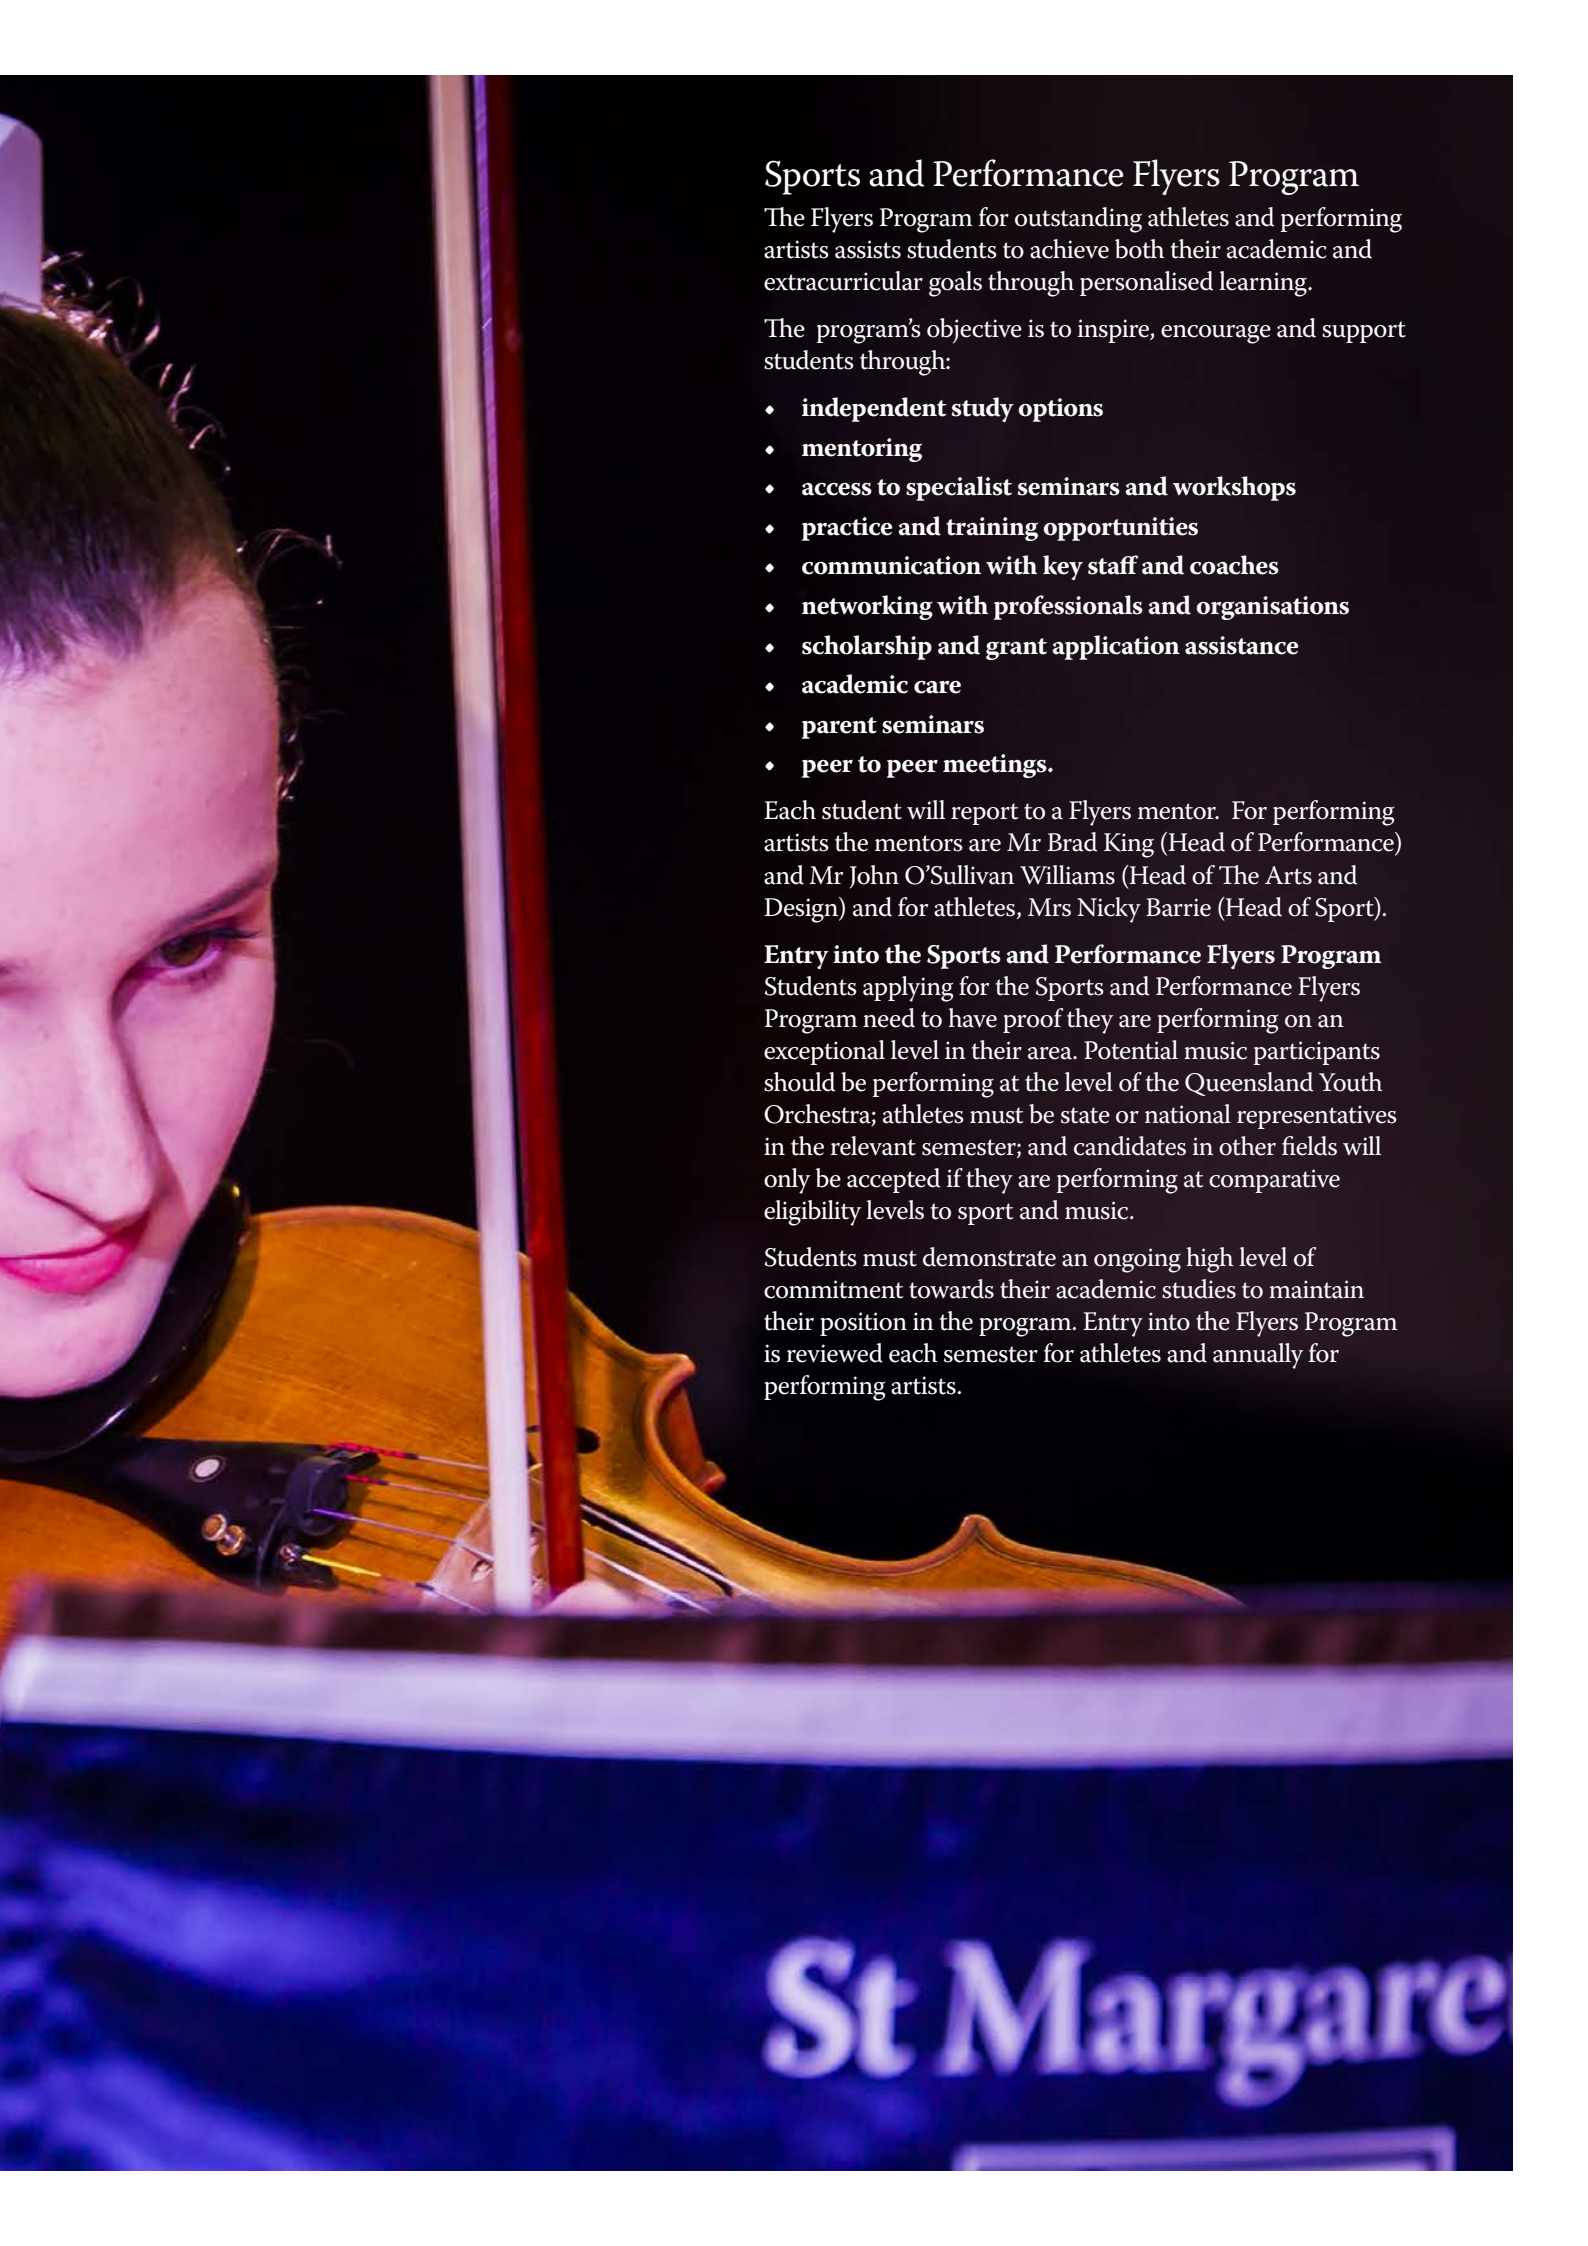 Sports and Performance Flyers Program
The Flyers Program for outstanding athletes and performing
artists assists students to achieve both their academic and
extracurricular goals through personalised learning.
The  program’s objective is to inspire, encourage and support
students through:
• independent study options
• mentoring
• access to specialist seminars and workshops
• practice and training opportunities
• communication with key staff and coaches
• networking with professionals and organisations
• scholarship and grant application assistance
• academic care
• parent seminars
• peer to peer meetings.
Each student will report to a Flyers mentor.  For performing
artists the mentors are Mr Brad King (Head of Performance)
and Mr John O’Sullivan Williams (Head of The Arts and
Design) and for athletes, Mrs Nicky Barrie (Head of Sport).
Entry into the Sports and Performance Flyers Program
Students applying for the Sports and Performance Flyers
Program need to have proof they are performing on an
exceptional level in their area. Potential music participants
should be performing at the level of the Queensland Youth
Orchestra; athletes must be state or national representatives
in the relevant semester; and candidates in other fields will
only be accepted if they are performing at comparative
eligibility levels to sport and music.
Students must demonstrate an ongoing high level of
commitment towards their academic studies to maintain
their position in the program. Entry into the Flyers Program
is reviewed each semester for athletes and annually for
performing artists.
St Margare